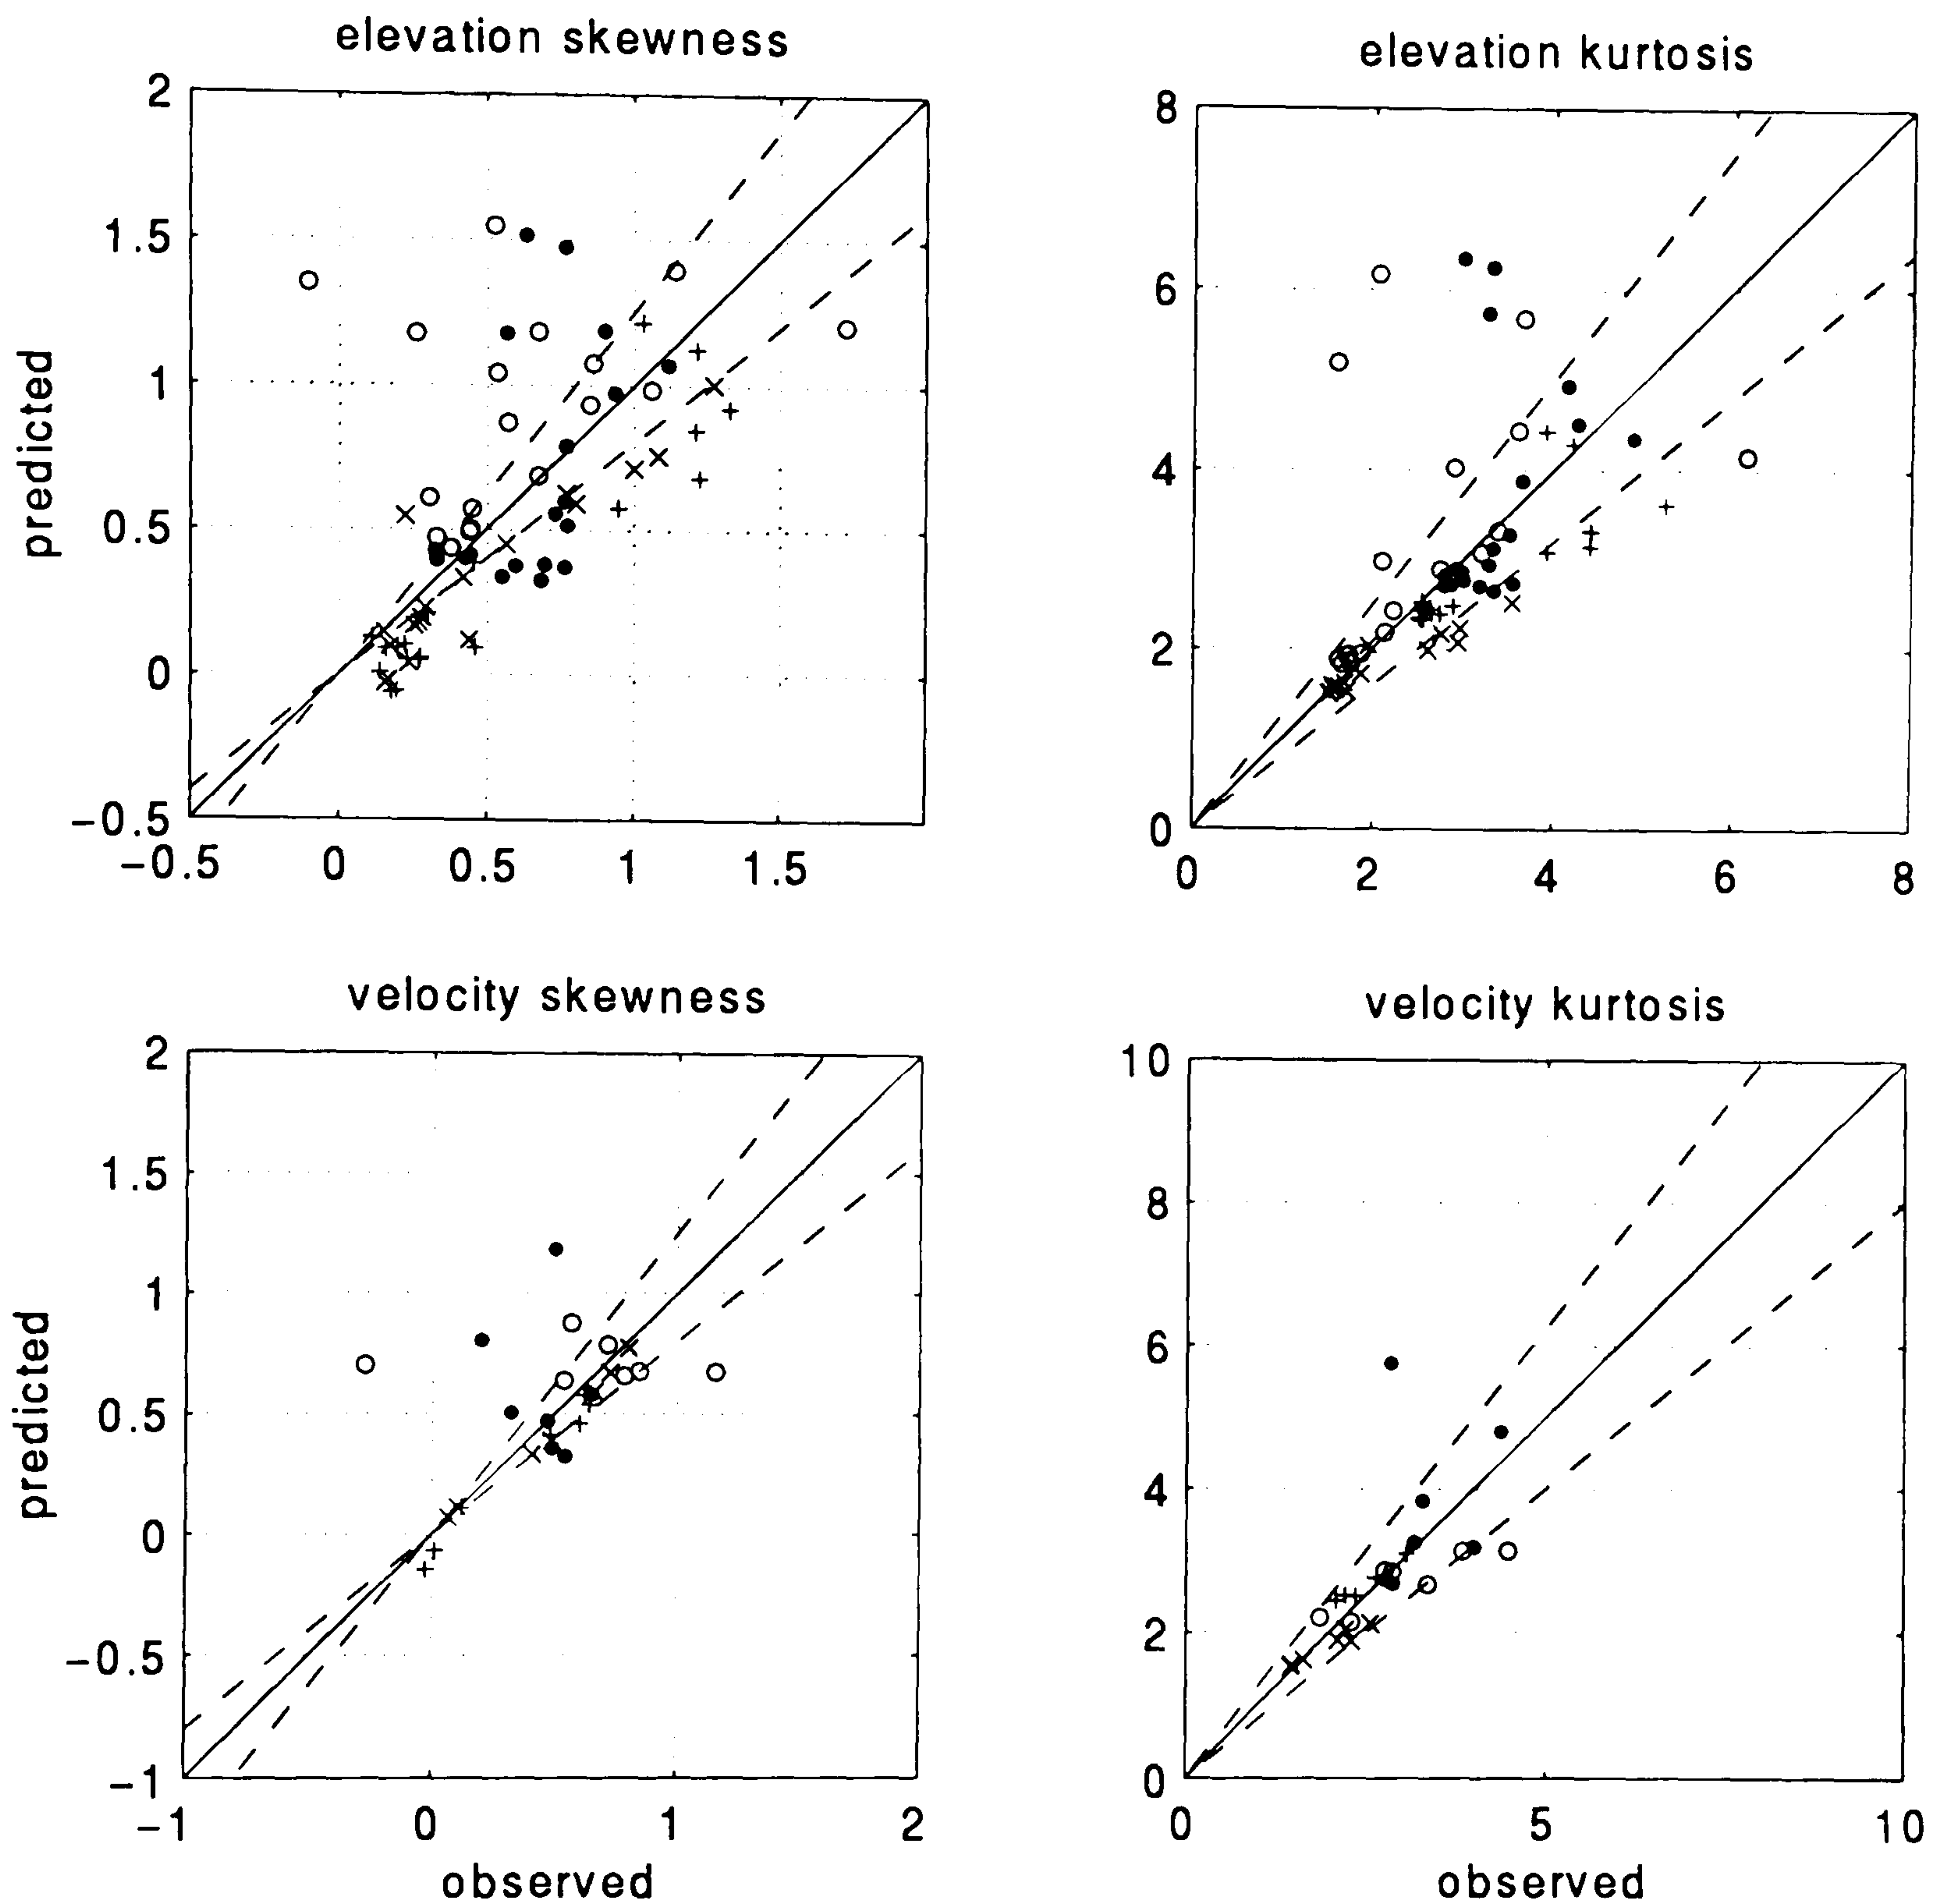 elevation skewness
2
1.5
1
0.5
0
−0.5
−0.5 0 0.5 1 1.5
predicted
elevation kurtosis
8
6
4
2
0
0 2 4 6 8
velocity skewness
2
1.5
1
0.5
0
−0.5
−1
−1 0 1 2
predicted
observed
velocity kurtosis
10
8
6
4
2
0
0 5 10
observed